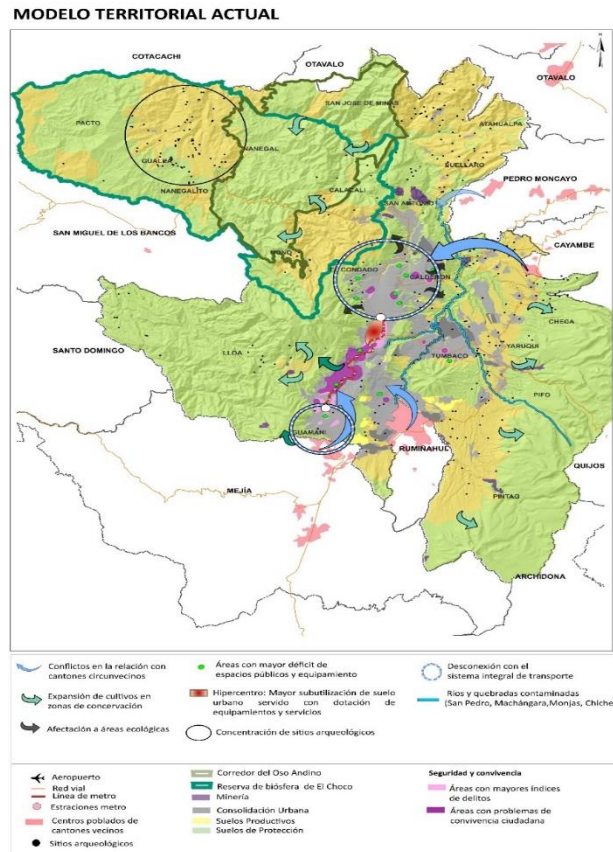 MODELO TERRITORIAL ACTUAL
COTACACHI
OTAVALO
OTAVALO
SAN JOSE DE MINAS
PACTO
ATAHUALPA
NANEGAL
GUALEA
PUELLARO
CALACALI
PEDRO MONCAYO
NANEGALITO
SAN ANTONIO
SAN MIGUEL DE LOS BANCOS
NONO
CAYAMBE
CONDADO
CALDERON
CHECA
SANTO DOMINGO
LLOA
YARUQUI
TUMBACO
PIFO
GUAMANI
RUMIÑAHUI
QUIJOS
MEJÍA
PINTAG
ARCHIDONA
Conflictos en la relación con
cantones circunvecinos
Expansión de cultivos en
zonas de concervación
Afectación a áreas ecológicas
Áreas con mayor déficit de
espacios públicos y equipamiento
Hipercentro: Mayor subutilización de suelo
urbano servido con dotación de
equipamientos y servicios
Concentración de sitios arqueológicos
Desconexión con el
sistema integral de transporte
Ríos y quebradas contaminadas
(San Pedro, Machángara,Monjas, Chiche
Aeropuerto
Red vial
Línea de metro
Estraciones metro
Centros poblados de
cantones vecinos
Sitios arqueológicos
Corredor del Oso Andino
Reserva de biósfera de El Choco
Minería
Consolidación Urbana
Suelos Productivos
Suelos de Protección
Seguridad y convivencia
Áreas con mayores índices
de delitos
Áreas con problemas de
convivencia ciudadana